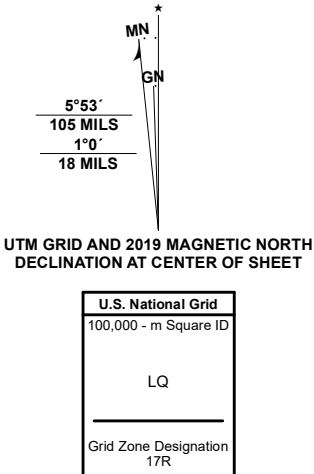 ★
MN
GN
5°53´
105 MILS
1°0´
18 MILS
UTM GRID AND 2019 MAGNETIC NORTH
DECLINATION AT CENTER OF SHEET
U.S. National Grid
100,000 - m Square ID
LQ
Grid Zone Designation
17R